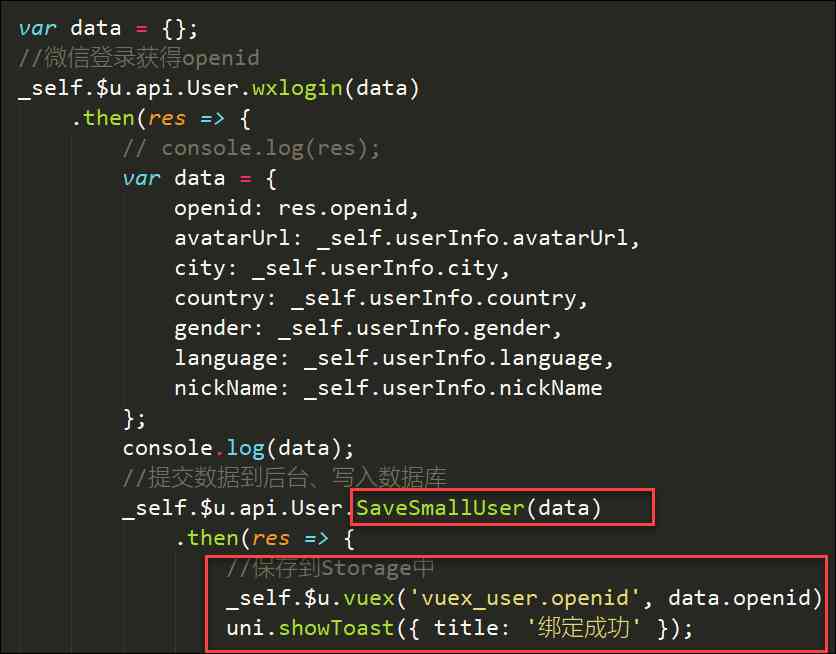 var data = {};
//微信登录获得openid
_self.$u.api.User.wxlogin(data)
.then(res => {
// console.log(res);
var data = {
openid: res.openid,
avatarUrl: _self.userInfo.avatarUrl,
city: _self.userInfo.city,
country: _self.userInfo.country,
gender: _self.userInfo.gender,
language: _self.userInfo.language,
nickName: _self.userInfo.nickName
};
console.log(data);
//提交数据到后台、写入数据库
_self.$u.api.User.SaveSmallUser(data)
.then(res => {
//保存到Storage中
_self.$u.vuex('vuex_user.openid', data.openid)
uni.showToast({ title: '绑定成功' });